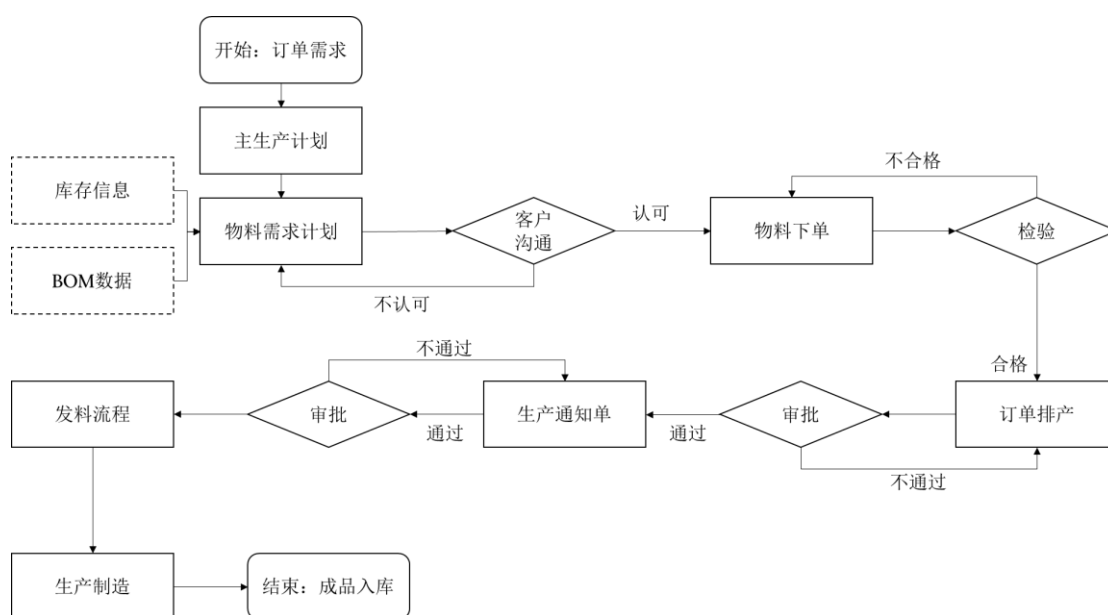 开始：订单需求
主生产计划
库存信息
BOM数据
物料需求计划
客户
沟通
认可
不认可
物料下单
不合格
检验
合格
订单排产
审批
不通过
通过
生产通知单
不通过
审批
通过
发料流程
生产制造
结束：成品入库